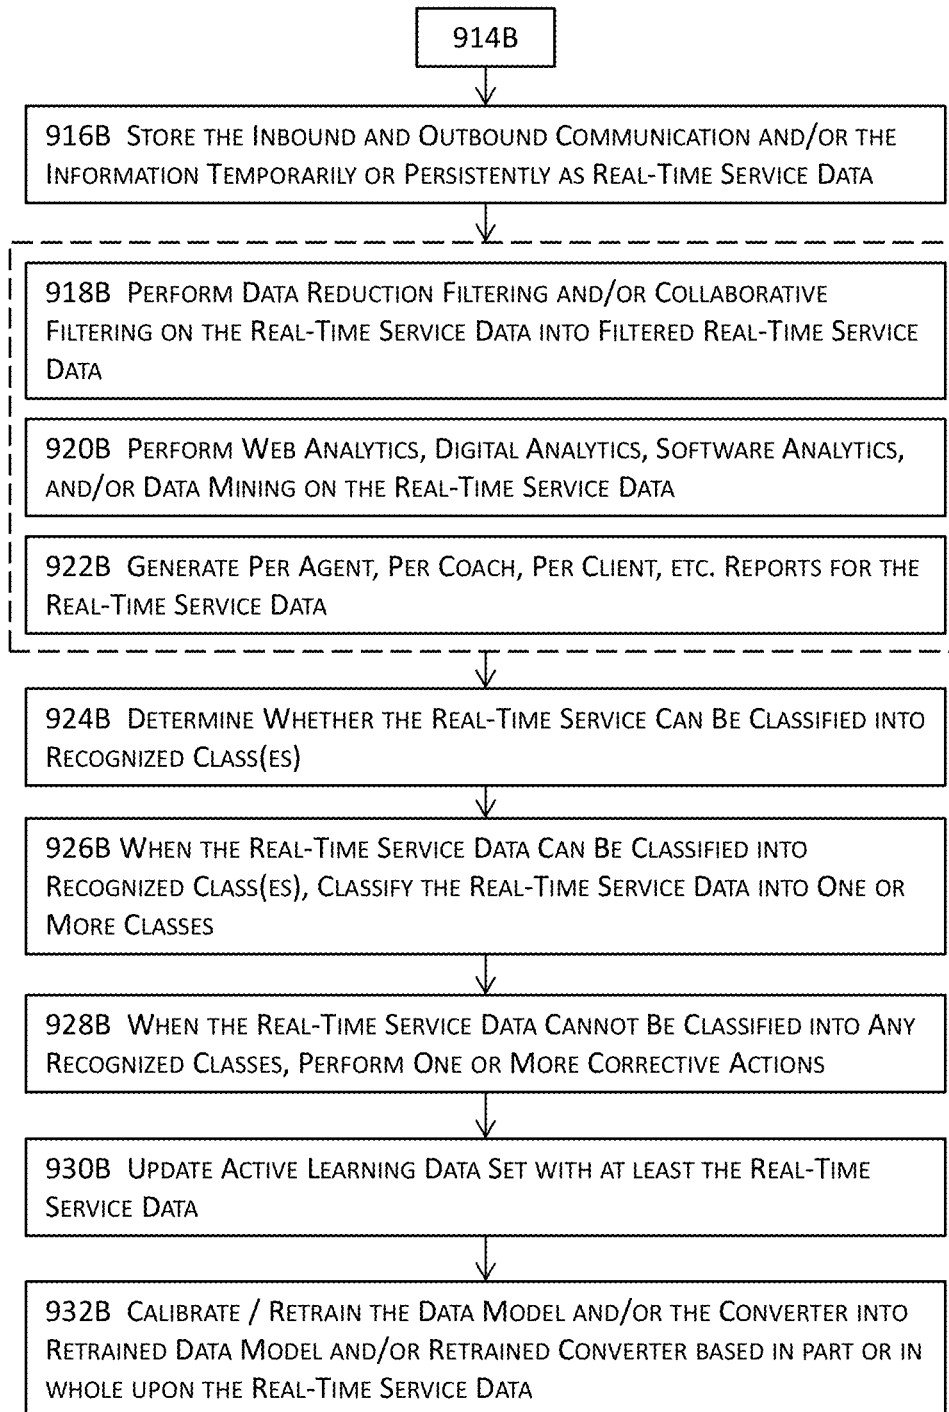 914B
916B STORE THE INBOUND AND OUTBOUND COMMUNICATION AND/OR THE
INFORMATION TEMPORARILY OR PERSISTENTLY AS REAL-TIME SERVICE DATA
918B PERFORM DATA REDUCTION FILTERING AND/OR COLLABORATIVE
FILTERING ON THE REAL-TIME SERVICE DATA INTO FILTERED REAL-TIME SERVICE
DATA
920B PERFORM WEB ANALYTICS, DIGITAL ANALYTICS, SOFTWARE ANALYTICS,
AND/OR DATA MINING ON THE REAL-TIME SERVICE DATA
922B GENERATE PER AGENT, PER COACH, PER CLIENT, ETC. REPORTS FOR THE
REAL-TIME SERVICE DATA
924B DETERMINE WHETHER THE REAL-TIME SERVICE CAN BE CLASSIFIED INTO
RECOGNIZED CLASS(ES)
926B WHEN THE REAL-TIME SERVICE DATA CAN BE CLASSIFIED INTO
RECOGNIZED CLASS(ES), CLASSIFY THE REAL-TIME SERVICE DATA INTO ONE OR
MORE CLASSES
928B WHEN THE REAL-TIME SERVICE DATA CANNOT BE CLASSIFIED INTO ANY
RECOGNIZED CLASSES, PERFORM ONE OR MORE CORRECTIVE ACTIONS
930B UPDATE ACTIVE LEARNING DATA SET WITH AT LEAST THE REAL-TIME
SERVICE DATA
932B CALIBRATE / RETRAIN THE DATA MODEL AND/OR THE CONVERTER INTO
RETRAINED DATA MODEL AND/OR RETRAINED CONVERTER BASED IN PART OR IN
WHOLE UPON THE REAL-TIME SERVICE DATA